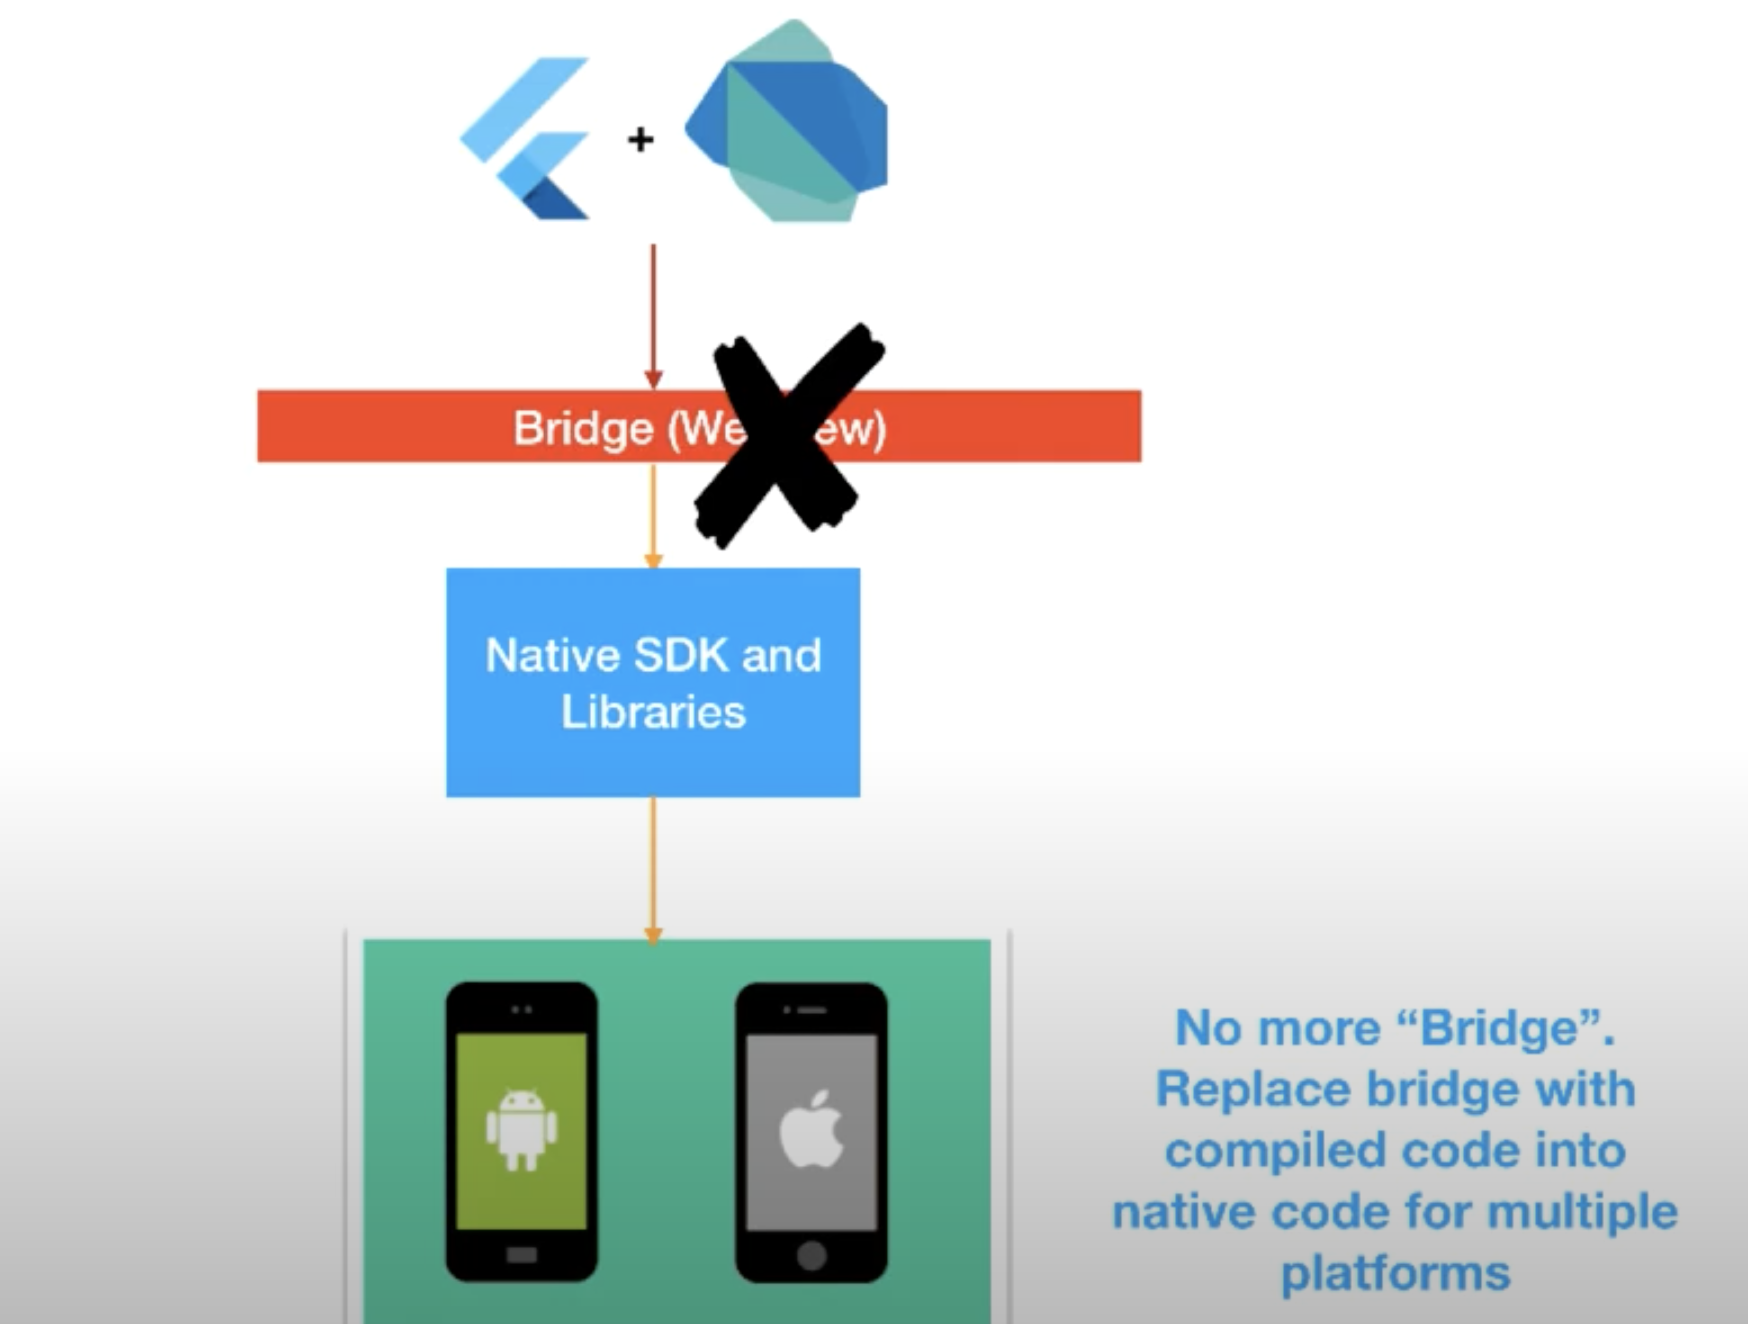 +
Bridge (We ew)
Native SDK and
Libraries
No more “Bridge”.
Replace bridge with
compiled code into
native code for multiple
platforms